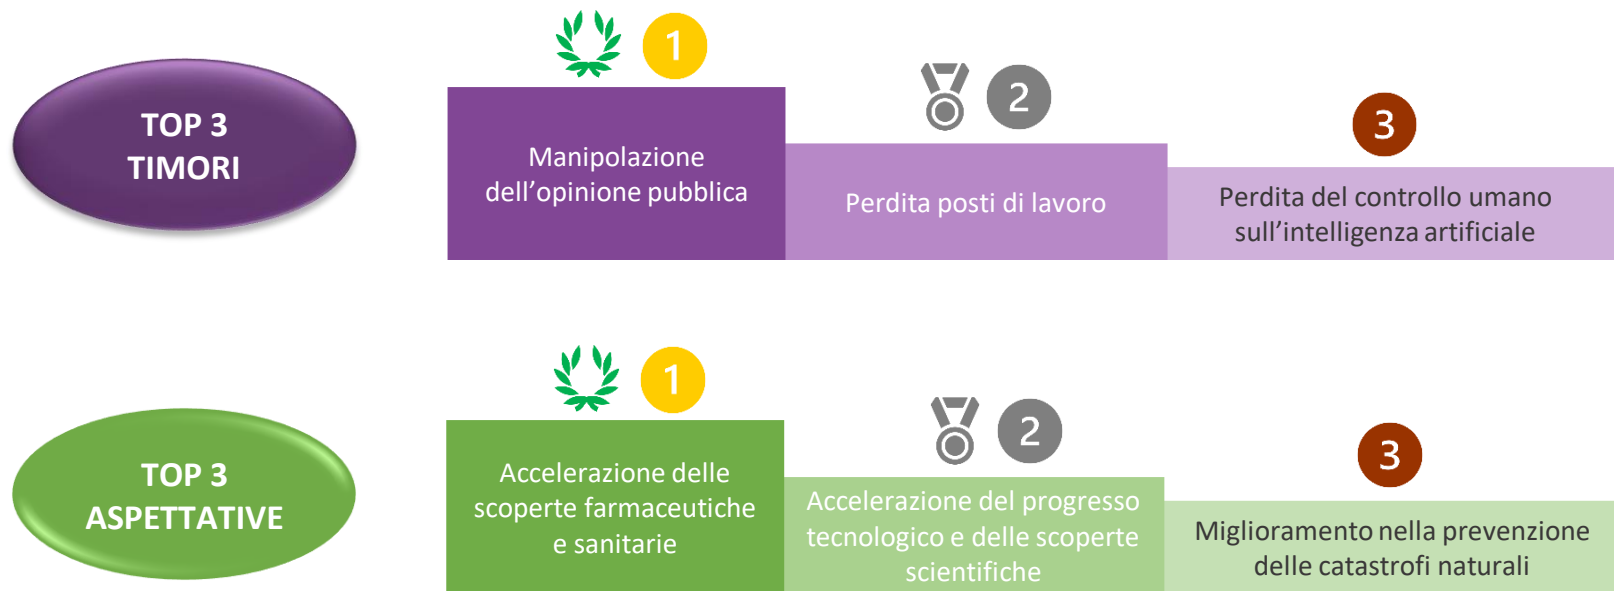 TOP 3
TIMORI
1
Manipolazione
dell’opinione pubblica
2
Perdita posti di lavoro
3
Perdita del controllo umano
sull’intelligenza artificiale
TOP 3
ASPETTATIVE
1
Accelerazione delle
scoperte farmaceutiche
e sanitarie
2
Accelerazione del progresso
tecnologico e delle scoperte
scientifiche
3
Miglioramento nella prevenzione
delle catastrofi naturali